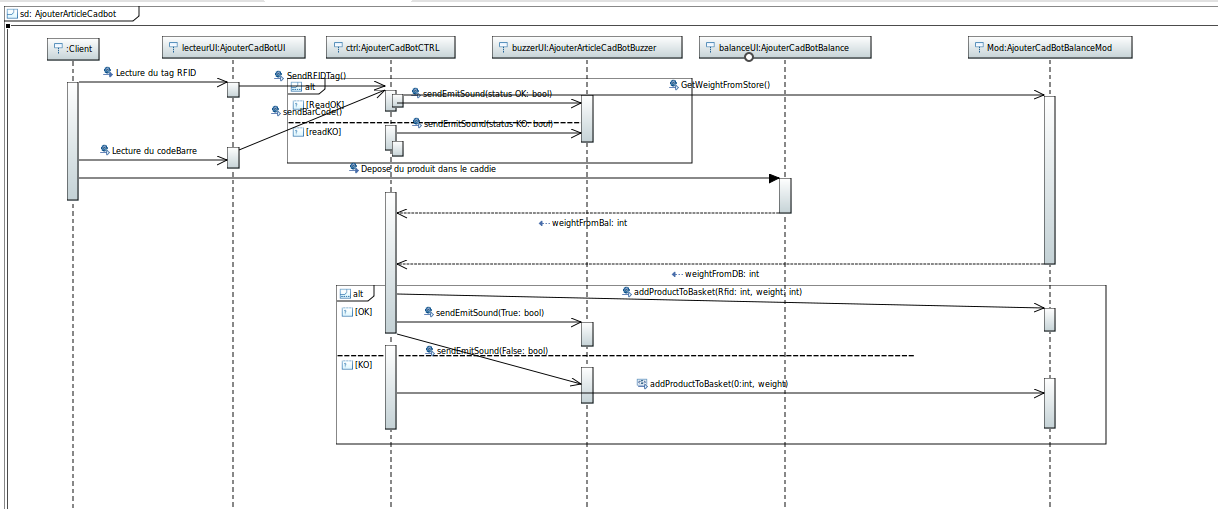 sd: AjouterArticleCadbot
:Client
lecteurUI:AjouterCadBotUI
ctrl:AjouterCadBotCTRL
buzzerUI:AjouterArticleCadBotBuzzer
balanceUI:AjouterCadBotBalance
Mod:AjouterCadBotBalanceMod
Lecture du tag RFID
SendRFIDTag()
alt
GetWeightFromStore()
sendEmitSound(status OK: bool)
[ReadOK]
sendBarCode()
sendEmitSound(status KO: bool)
[readKO]
Lecture du codeBarre
Depose du produit dans le caddie
weightFromBal: int
weightFromDB: int
alt
addProductToBasket(Rfid: int, weight: int)
[OK]
sendEmitSound(True: bool)
sendEmitSound(False: bool)
[KO]
addProductToBasket(0:int, weight)